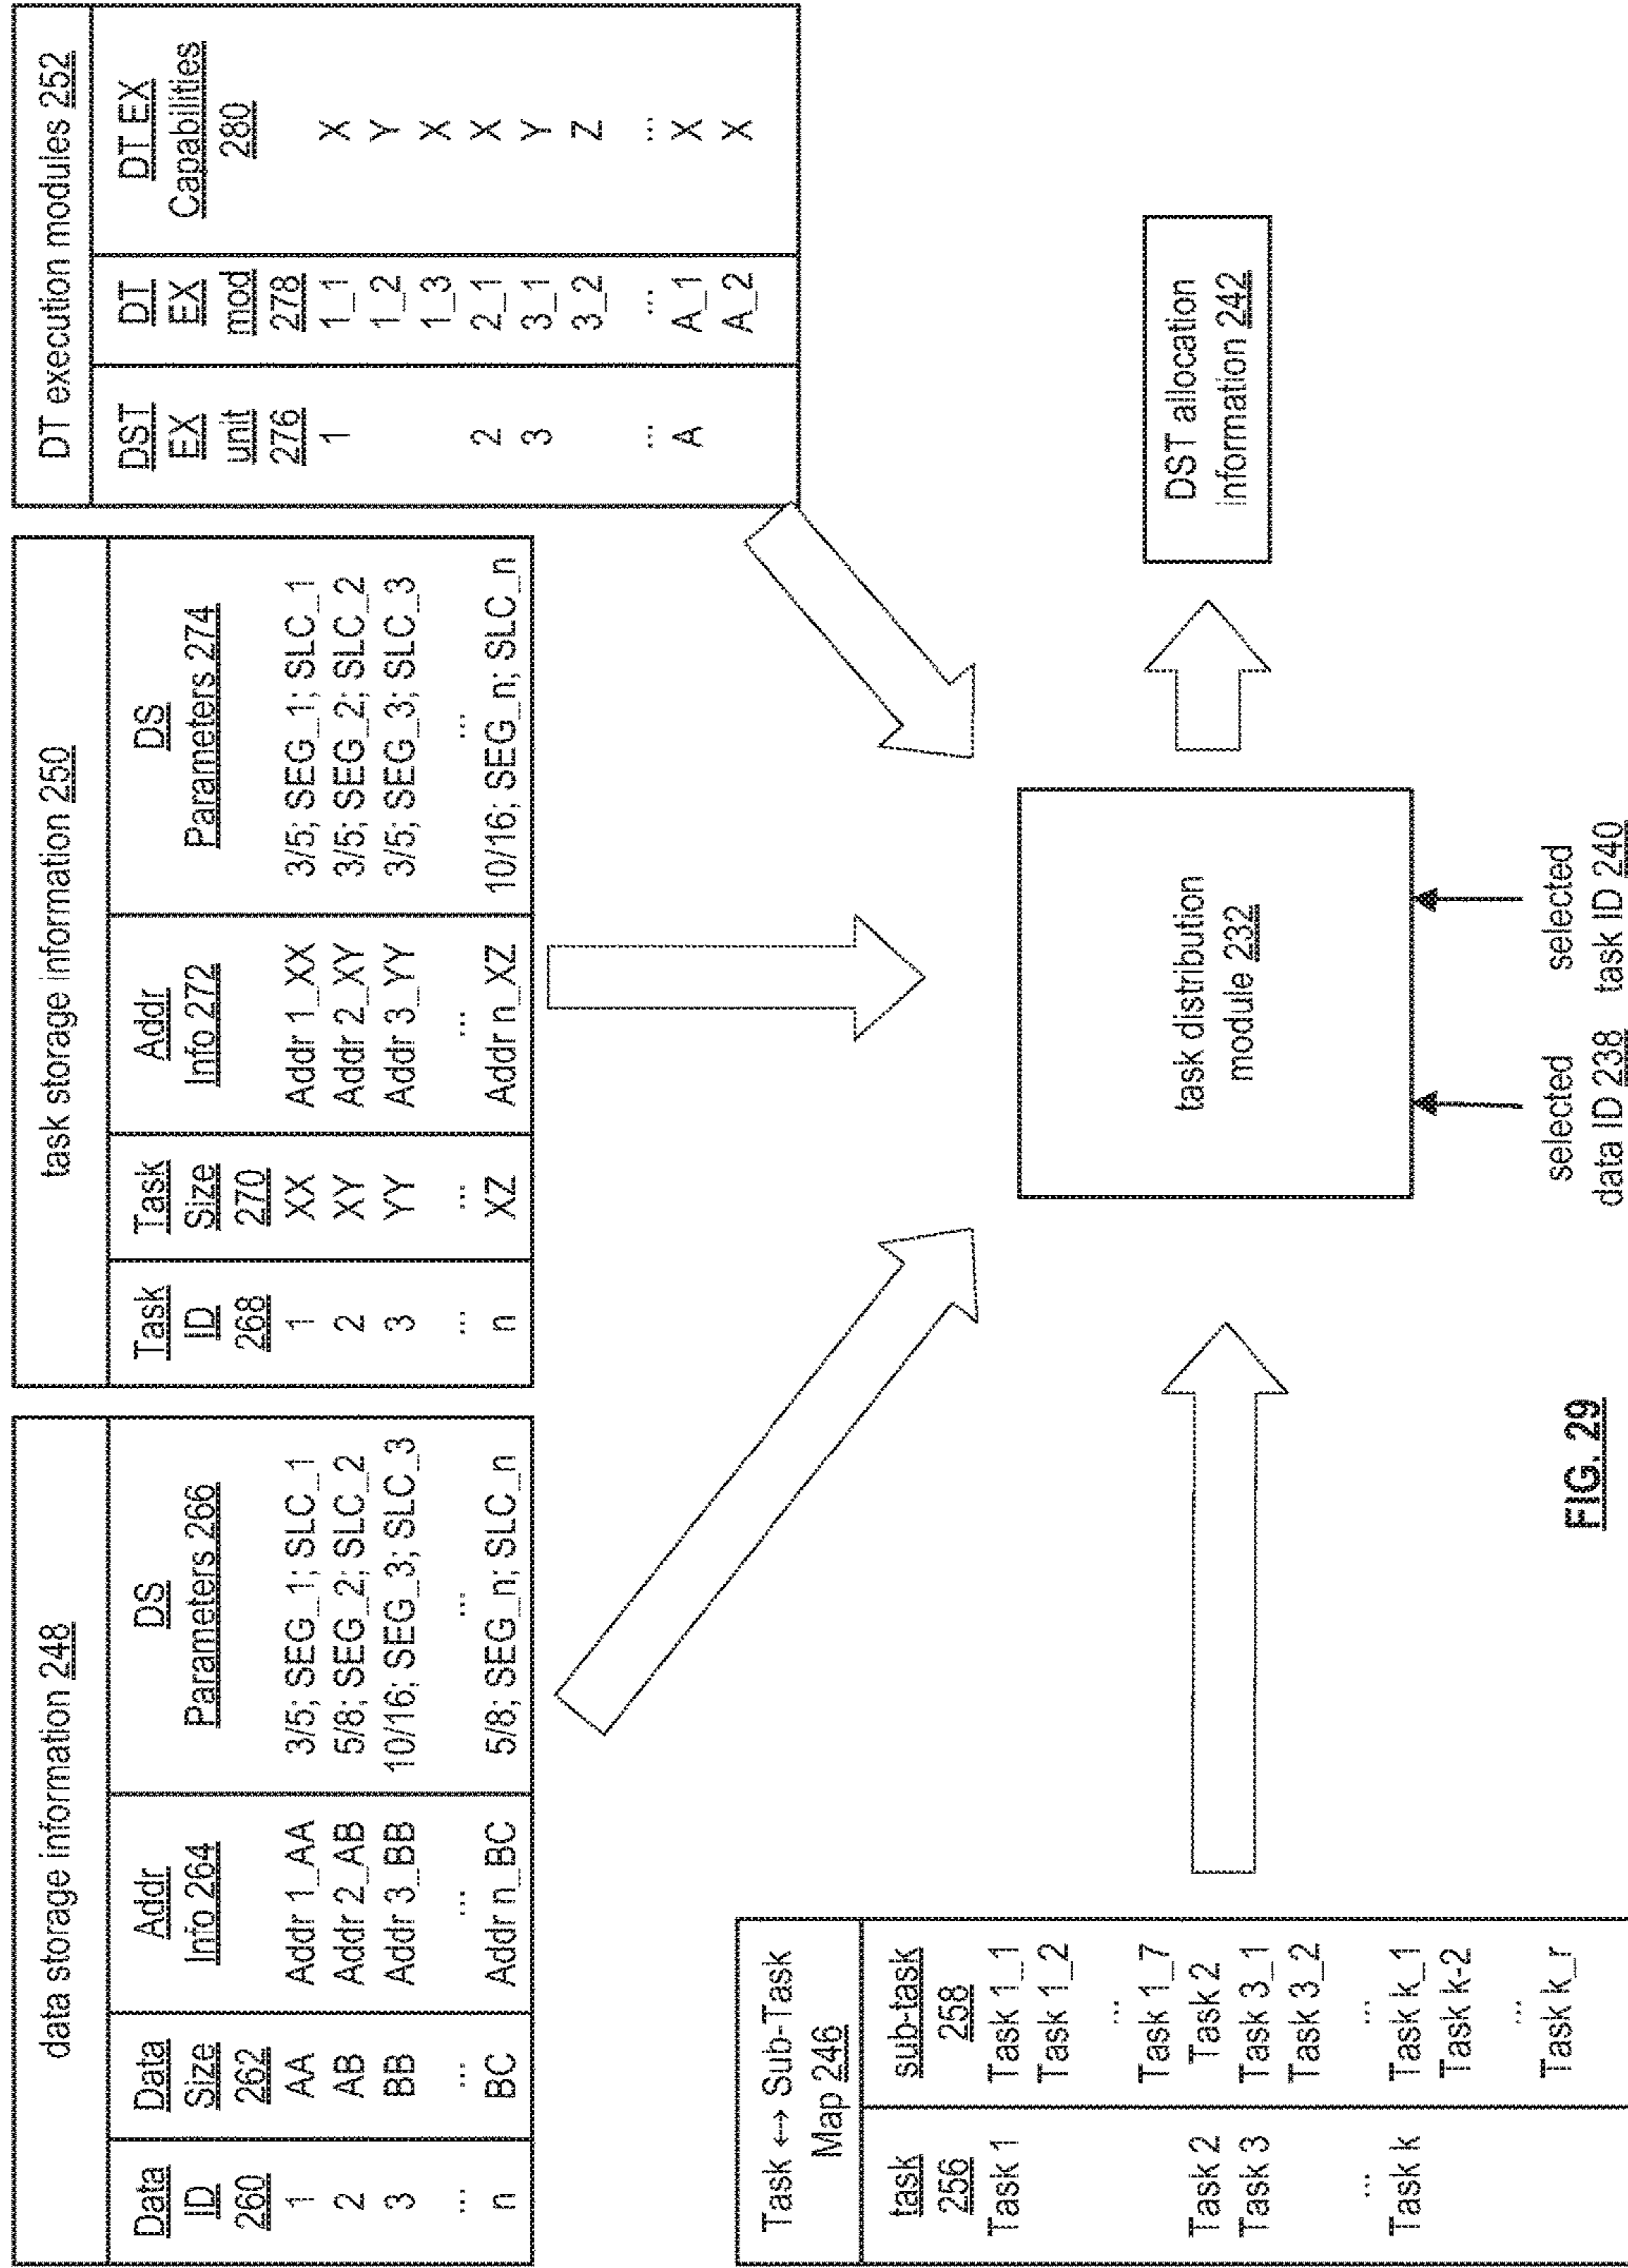 data storage information 248
Data ID 260 | Data Size 262 | Addr Info 264 | DS Parameters 266
1 | AA | Addr 1_AA | 3/5; SEG_1; SLC_1
2 | AB | Addr 2_AB | 5/8; SEG_2; SLC_2
3 | BB | Addr 3_BB | 10/16; SEG_3; SLC_3
... | ... | ... | ...
n | BC | Addr n_BC | 5/8; SEG_n; SLC_n
task storage information 250
Task ID 268 | Task Size 270 | Addr Info 272 | DS Parameters 274
1 | XX | Addr 1_XX | 3/5; SEG_1; SLC_1
2 | XY | Addr 2_XY | 3/5; SEG_2; SLC_2
3 | YY | Addr 3_YY | 3/5; SEG_3; SLC_3
... | ... | ... | ...
n | XZ | Addr n_XZ | 10/16; SEG_n; SLC_n
DT execution modules 252
DST EX unit 276 | DT EX mod 278 | DT EX Capabilities 280
1 | 1_1 | X
1_2 | Y
1_3 | X
2 | 2_1 | X
3 | 3_1 | Y
3_2 | Z
... | ... | ...
A | A_1 | X
A_2 | X
Task ↔ Sub-Task
Map 246
task 256 | sub-task 258
Task 1 | Task 1_1
Task 1_2
...
Task 1_7
Task 2 | Task 2
Task 3 | Task 3_1
Task 3_2
... | ...
Task k | Task k_1
Task k-2
...
Task k_r
task distribution
module 232
DST allocation
information 242
selected
data ID 238
selected
task ID 240
FIG. 29